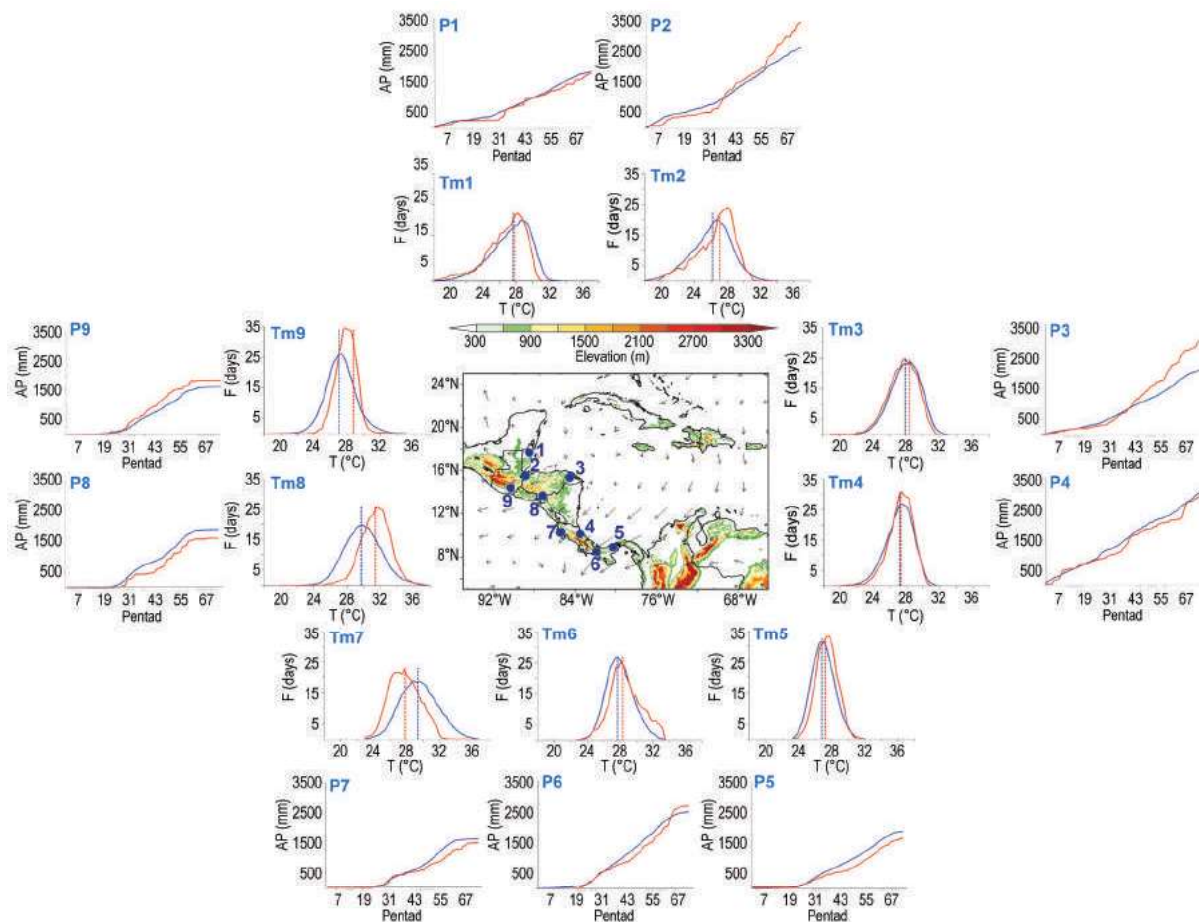 P1
3500
2500
1500
500
AP (mm)
7 19 31 43 55 67
Pentad
P2
3500
2500
1500
500
AP (mm)
7 19 31 43 55 67
Pentad
Tm1
35
25
15
5
F (days)
20 24 28 32 36
T (°C)
Tm2
35
25
15
5
F (days)
20 24 28 32 36
T (°C)
P9
3500
2500
1500
500
AP (mm)
7 19 31 43 55 67
Pentad
Tm9
35
25
15
5
F (days)
20 24 28 32 36
T (°C)
300 900 1500 2100 2700 3300
Elevation (m)
24°N
20°N
16°N
12°N
8°N
92°W 84°W 76°W 68°W
1
2
3
4
5
6
7
8
9
Tm3
35
25
15
5
F (days)
20 24 28 32 36
T (°C)
P3
3500
2500
1500
500
AP (mm)
7 19 31 43 55 67
Pentad
P8
3500
2500
1500
500
AP (mm)
7 19 31 43 55 67
Pentad
Tm8
35
25
15
5
F (days)
20 24 28 32 36
T (°C)
Tm4
35
25
15
5
F (days)
20 24 28 32 36
T (°C)
P4
3500
2500
1500
500
AP (mm)
7 19 31 43 55 67
Pentad
Tm7
35
25
15
5
F (days)
20 24 28 32 36
T (°C)
Tm6
35
25
15
5
F (days)
20 24 28 32 36
T (°C)
Tm5
35
25
15
5
F (days)
20 24 28 32 36
T (°C)
P7
3500
2500
1500
500
AP (mm)
7 19 31 43 55 67
Pentad
P6
3500
2500
1500
500
AP (mm)
7 19 31 43 55 67
Pentad
P5
3500
2500
1500
500
AP (mm)
7 19 31 43 55 67
Pentad